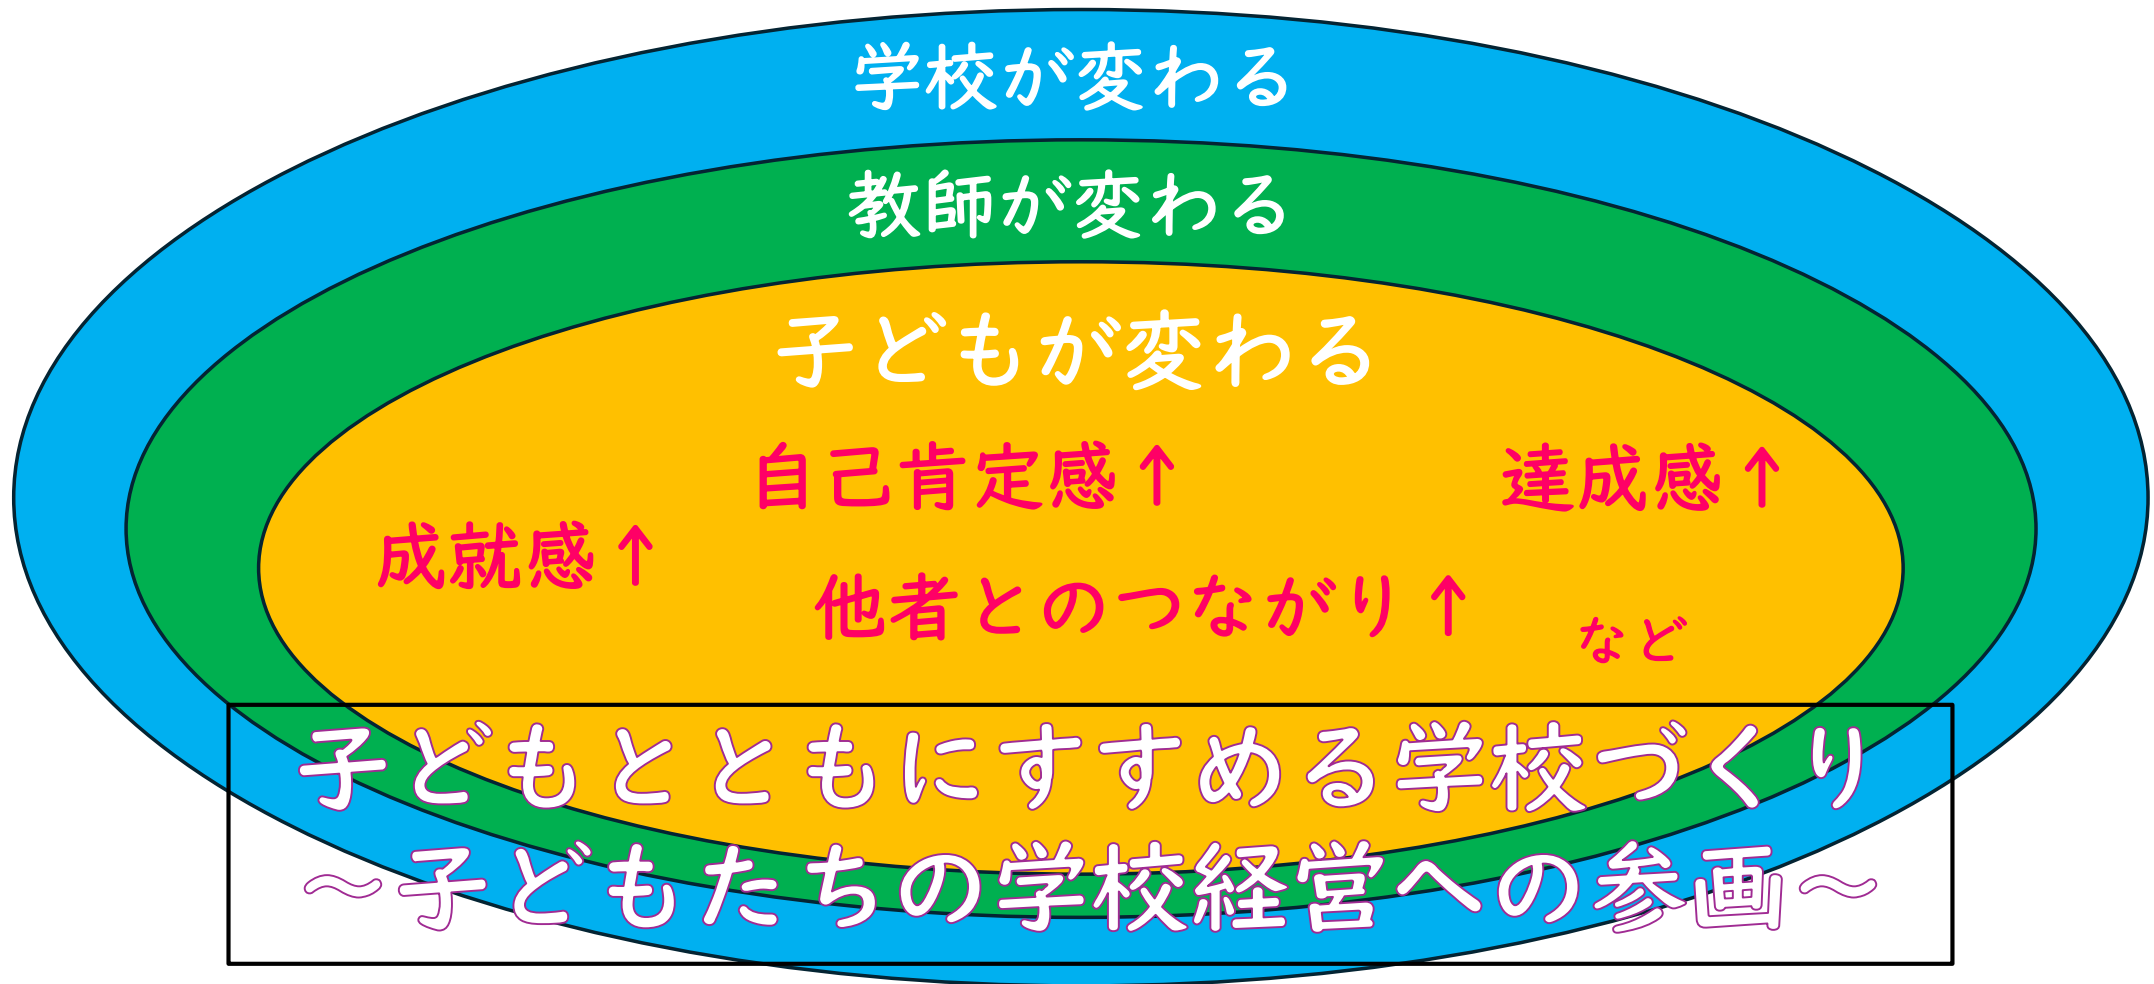 学校が変わる
教師が変わる
子どもが変わる
自己肯定感↑
達成感↑
成就感↑
他者とのつながり↑
など
子どもとともにすすめる学校づくり
～子どもたちの学校経営への参画～